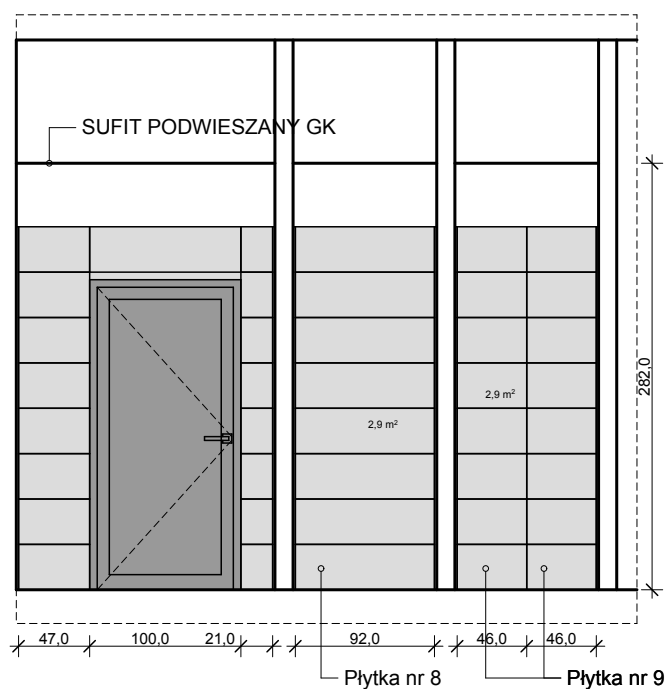 SUFIT PODWIESZANY GK
282,0
2,9 m²
2,9 m²
47,0 100,0 21,0 92,0 46,0 46,0
Płytka nr 8 Płytka nr 9